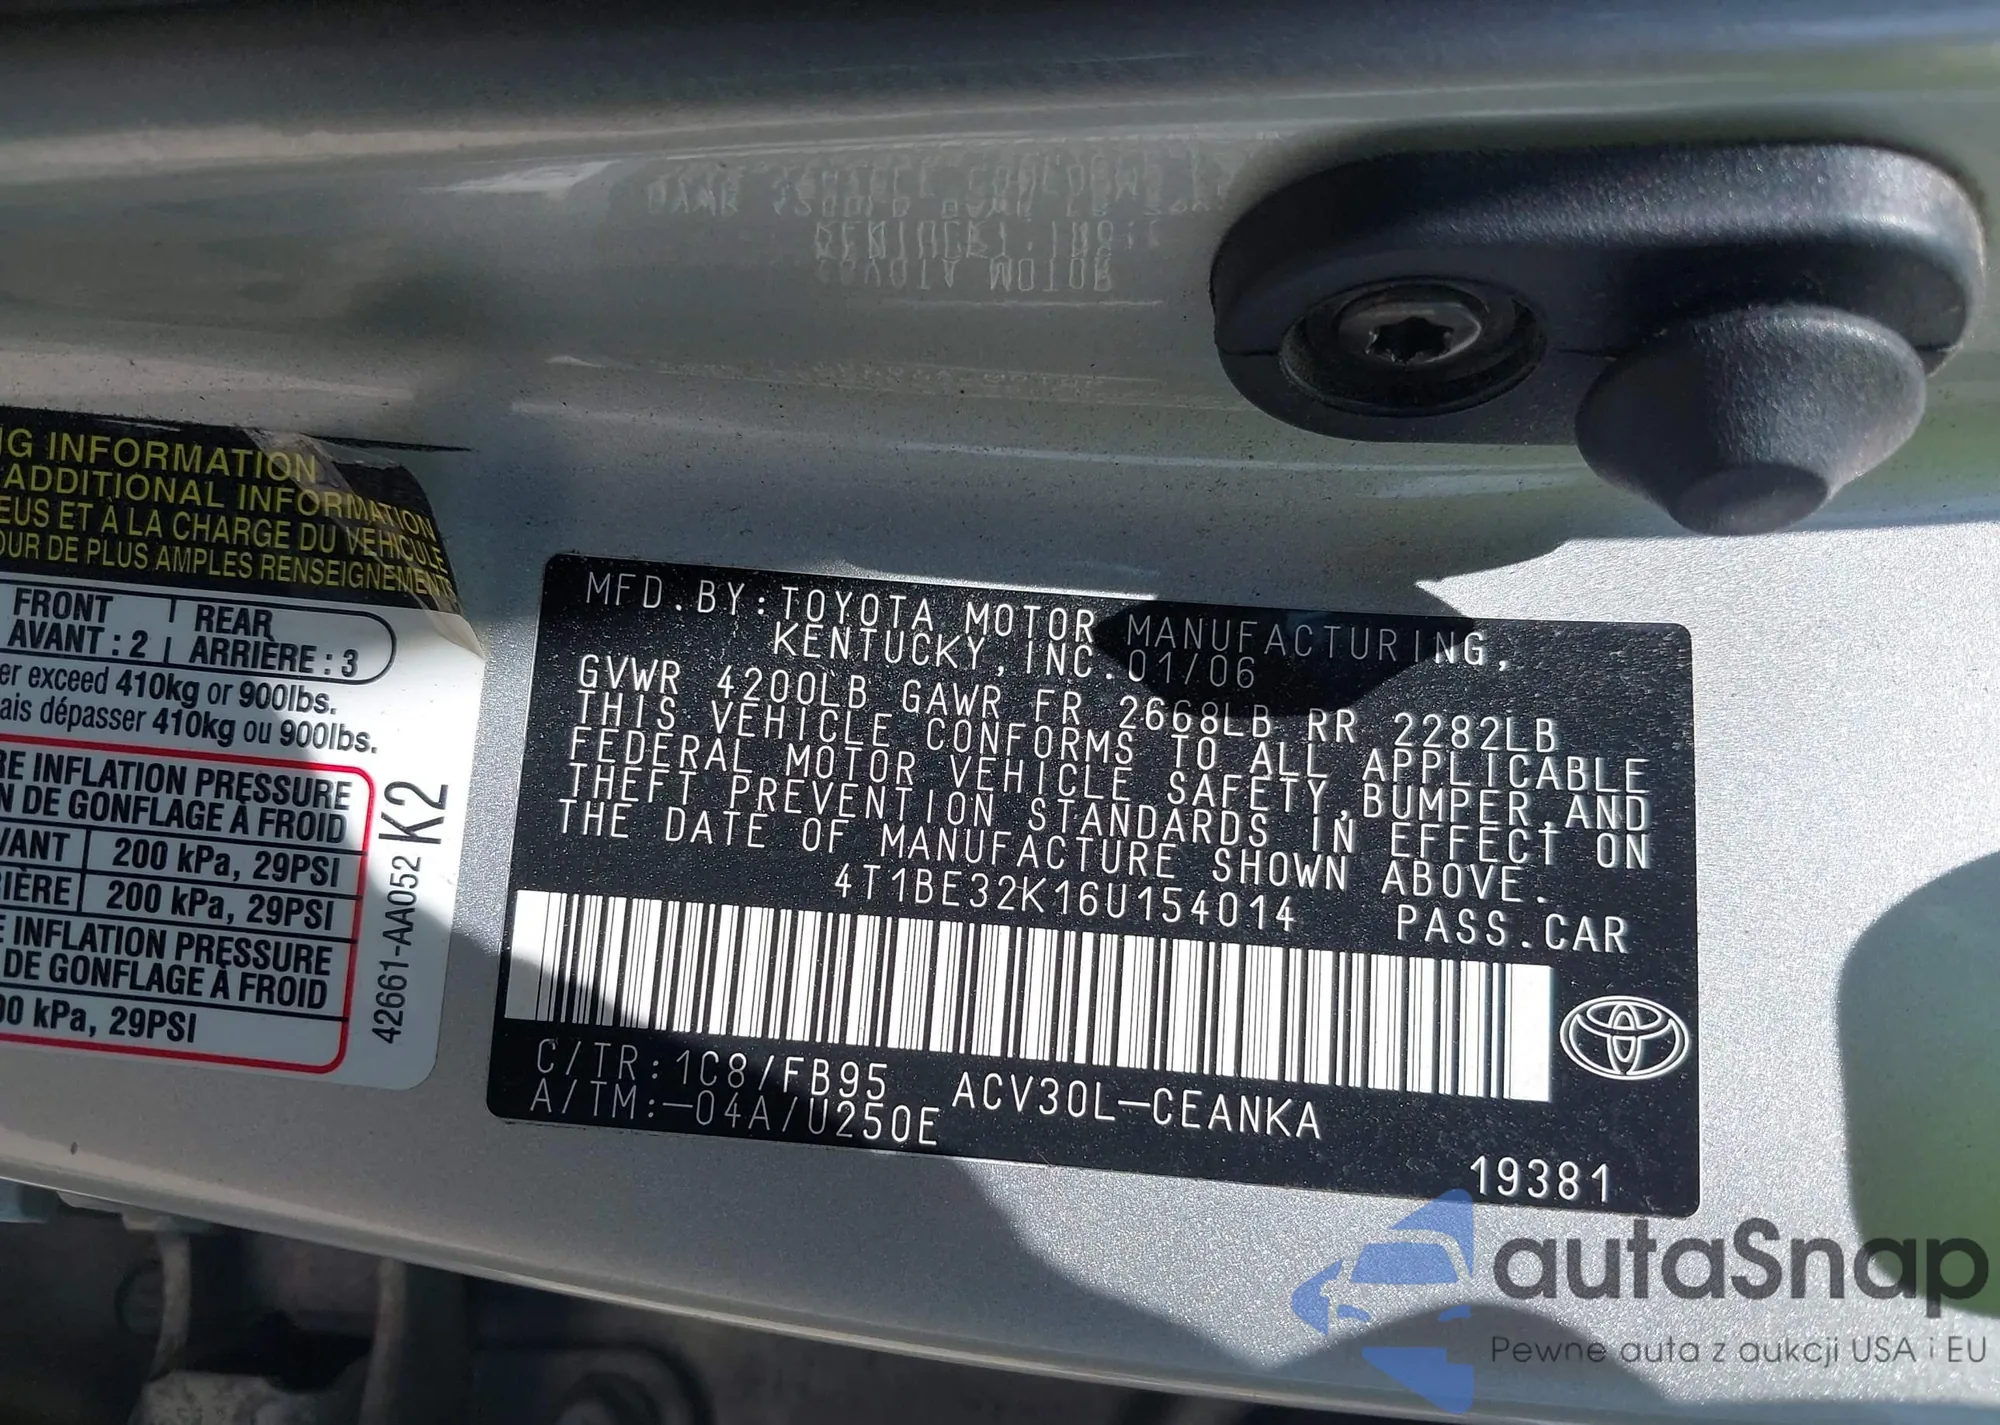 NG INFORMATION
ADDITIONAL INFORMATION
EUS ET À LA CHARGE DU VÉHICULE
OUR DE PLUS AMPLES RENSEIGNEMENTS
FRONT
AVANT : 2
REAR
ARRIÈRE : 3
er exceed 410kg or 900lbs.
ais dépasser 410kg ou 900lbs.
RE INFLATION PRESSURE
N DE GONFLAGE À FROID
VANT 200 kPa, 29PSI
IÈRE 200 kPa, 29PSI
E INFLATION PRESSURE
DE GONFLAGE À FROID
00 kPa, 29PSI
42661-AA052 K2
MFD.BY:TOYOTA MOTOR MANUFACTURING,
KENTUCKY,INC.01/06
GVWR 4200LB GAWR FR 2668LB RR 2282LB
THIS VEHICLE CONFORMS TO ALL APPLICABLE
FEDERAL MOTOR VEHICLE SAFETY,BUMPER,AND
THEFT PREVENTION STANDARDS IN EFFECT ON
THE DATE OF MANUFACTURE SHOWN ABOVE.
4T1BE32K16U154014 PASS.CAR
C/TR:1C8/FB95 ACV30L-CEANKA
A/TM:-04A/U250E
19381
autaSnap
Pewne auta z aukcji USA i EU